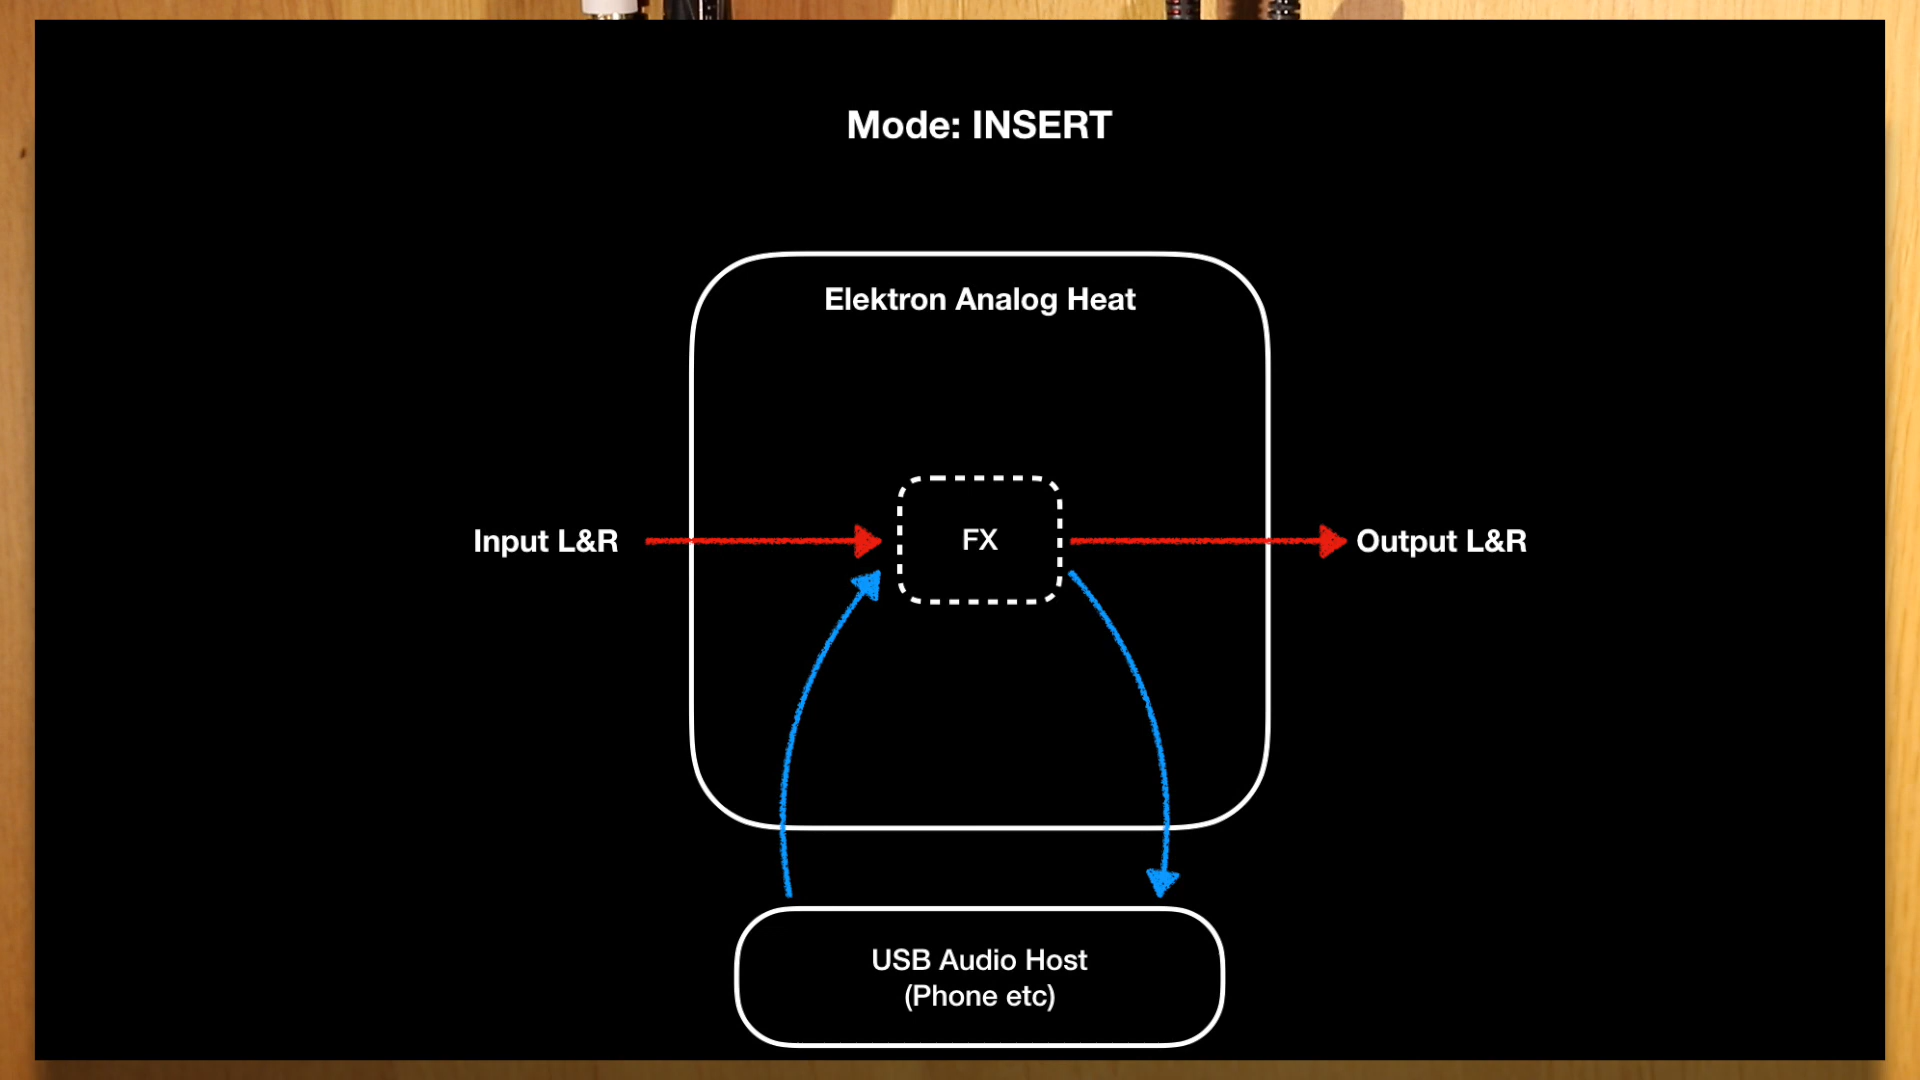 Mode: INSERT
Elektron Analog Heat
Input L&R
FX
Output L&R
USB Audio Host
(Phone etc)